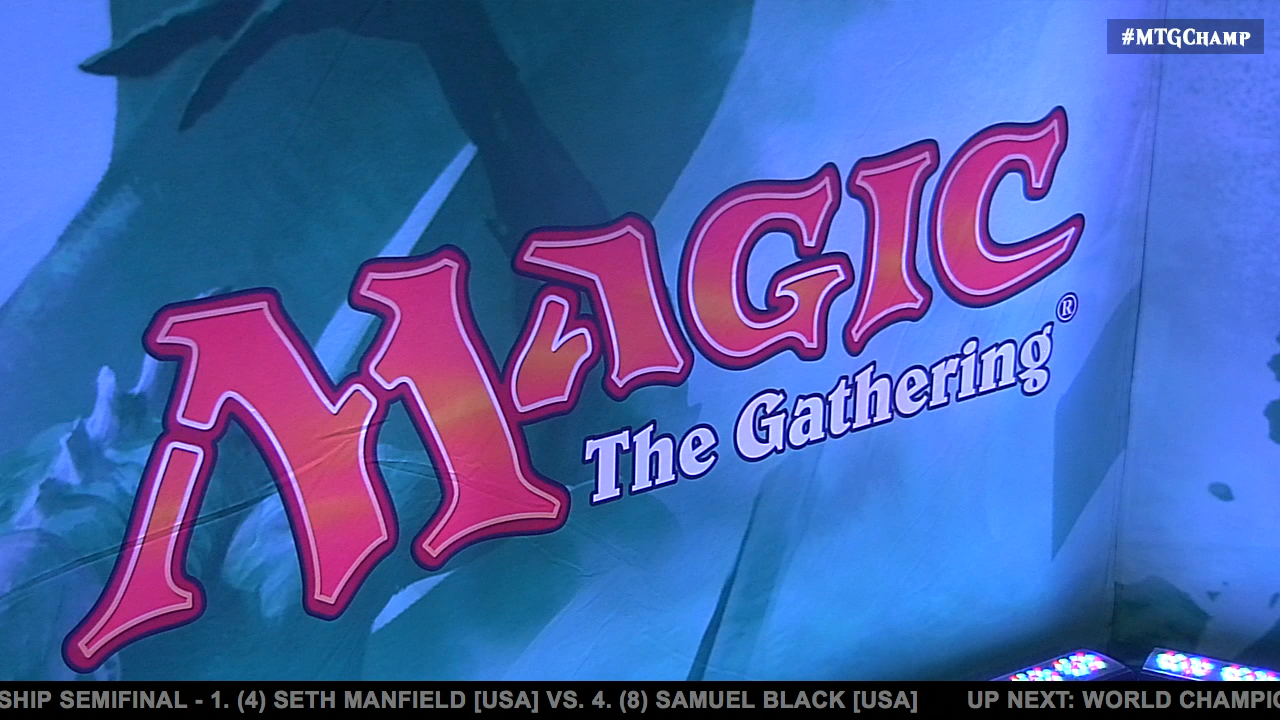 #MTGCHAMP
MAGIC
The Gathering®
SHIP SEMIFINAL - 1. (4) SETH MANFIELD [USA] VS. 4. (8) SAMUEL BLACK [USA] UP NEXT: WORLD CHAMPIO